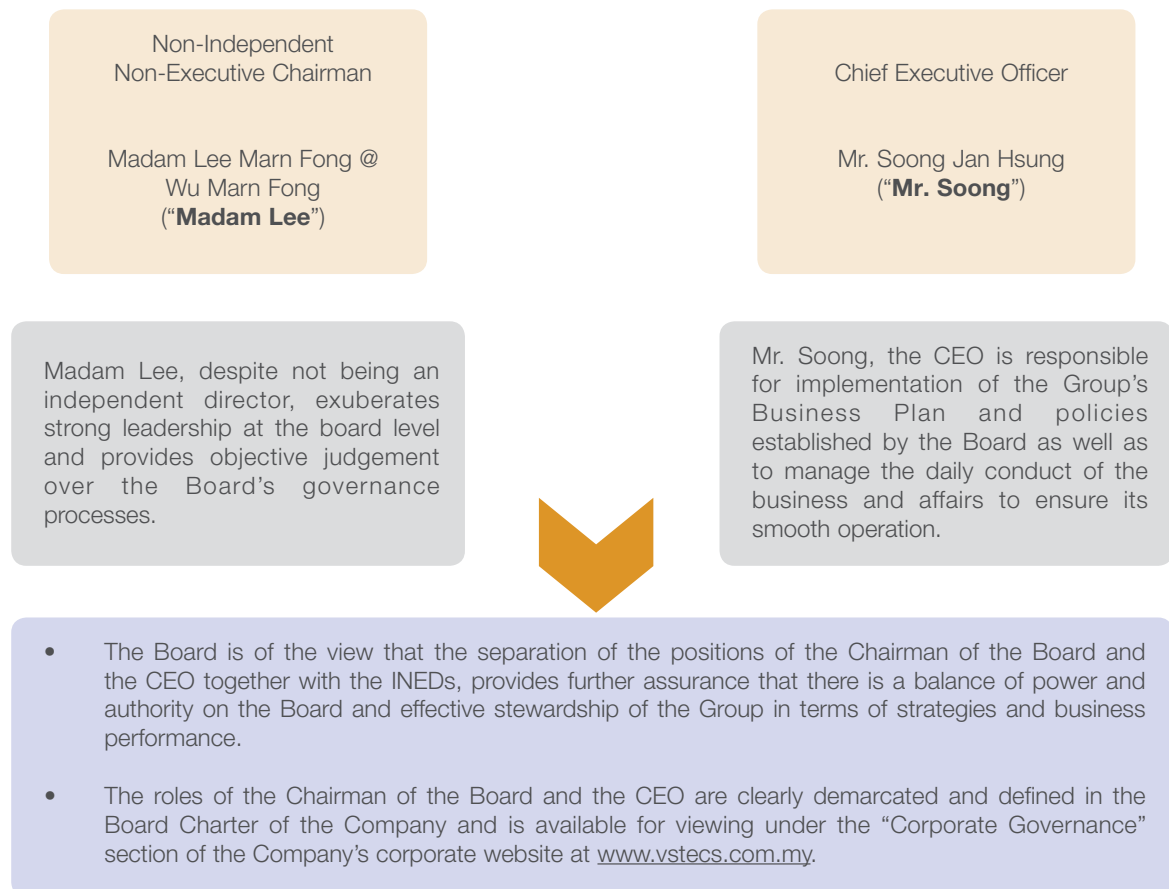 Non-Independent
Non-Executive Chairman
Madam Lee Marn Fong @
Wu Marn Fong
(“Madam Lee”)
Chief Executive Officer
Mr. Soong Jan Hsung
(“Mr. Soong”)
Madam Lee, despite not being an
independent director, exuberates
strong leadership at the board level
and provides objective judgement
over the Board’s governance
processes.
Mr. Soong, the CEO is responsible
for implementation of the Group’s
Business Plan and policies
established by the Board as well as
to manage the daily conduct of the
business and affairs to ensure its
smooth operation.
• The Board is of the view that the separation of the positions of the Chairman of the Board and
the CEO together with the INEDs, provides further assurance that there is a balance of power and
authority on the Board and effective stewardship of the Group in terms of strategies and business
performance.
• The roles of the Chairman of the Board and the CEO are clearly demarcated and defined in the
Board Charter of the Company and is available for viewing under the “Corporate Governance”
section of the Company’s corporate website at www.vstecs.com.my.